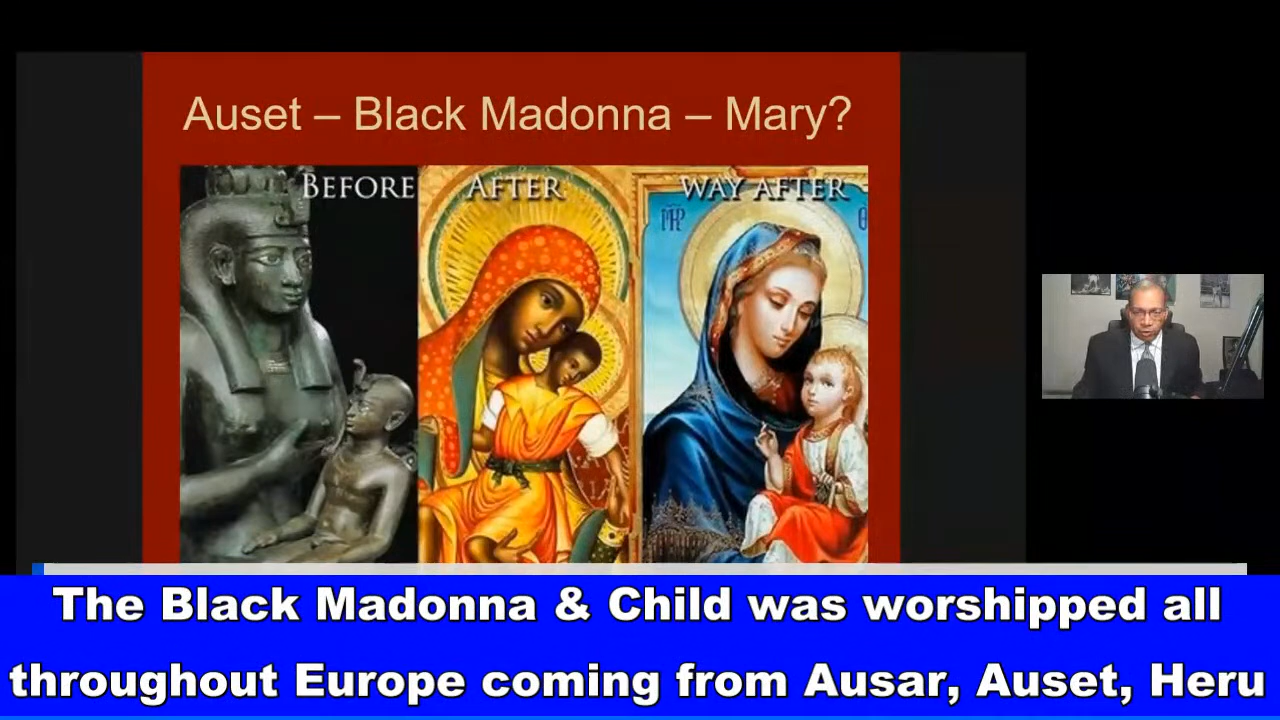 Auset – Black Madonna – Mary?
BEFORE
AFTER
WAY AFTER
The Black Madonna & Child was worshipped all
throughout Europe coming from Ausar, Auset, Heru